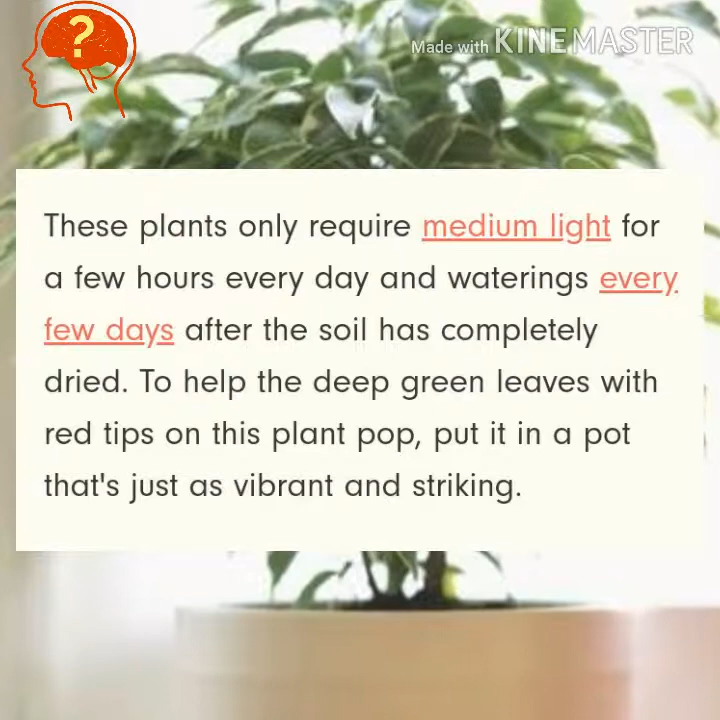 ?
Made with KINEMASTER
These plants only require medium light for
a few hours every day and waterings every
few days after the soil has completely
dried. To help the deep green leaves with
red tips on this plant pop, put it in a pot
that's just as vibrant and striking.